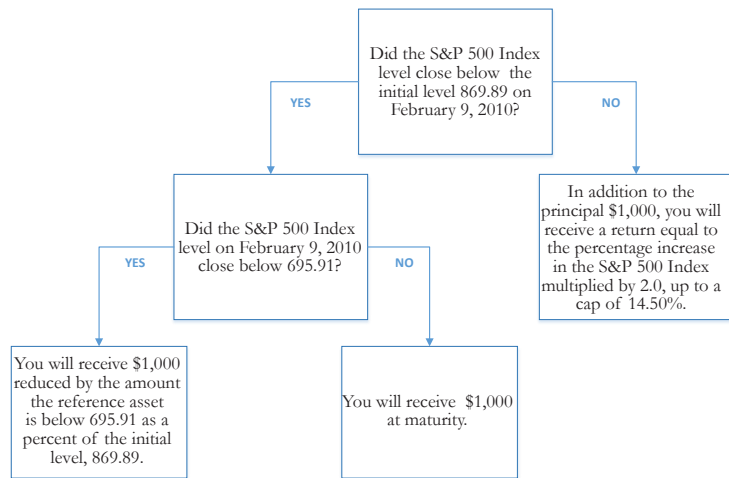 Did the S&P 500 Index
level close below the
initial level 869.89 on
February 9, 2010?
YES
NO
Did the S&P 500 Index
level on February 9, 2010
close below 695.91?
In addition to the
principal $1,000, you will
receive a return equal to
the percentage increase
in the S&P 500 Index
multiplied by 2.0, up to a
cap of 14.50%.
YES
NO
You will receive $1,000
reduced by the amount
the reference asset
is below 695.91 as a
percent of the initial
level, 869.89.
You will receive $1,000
at maturity.